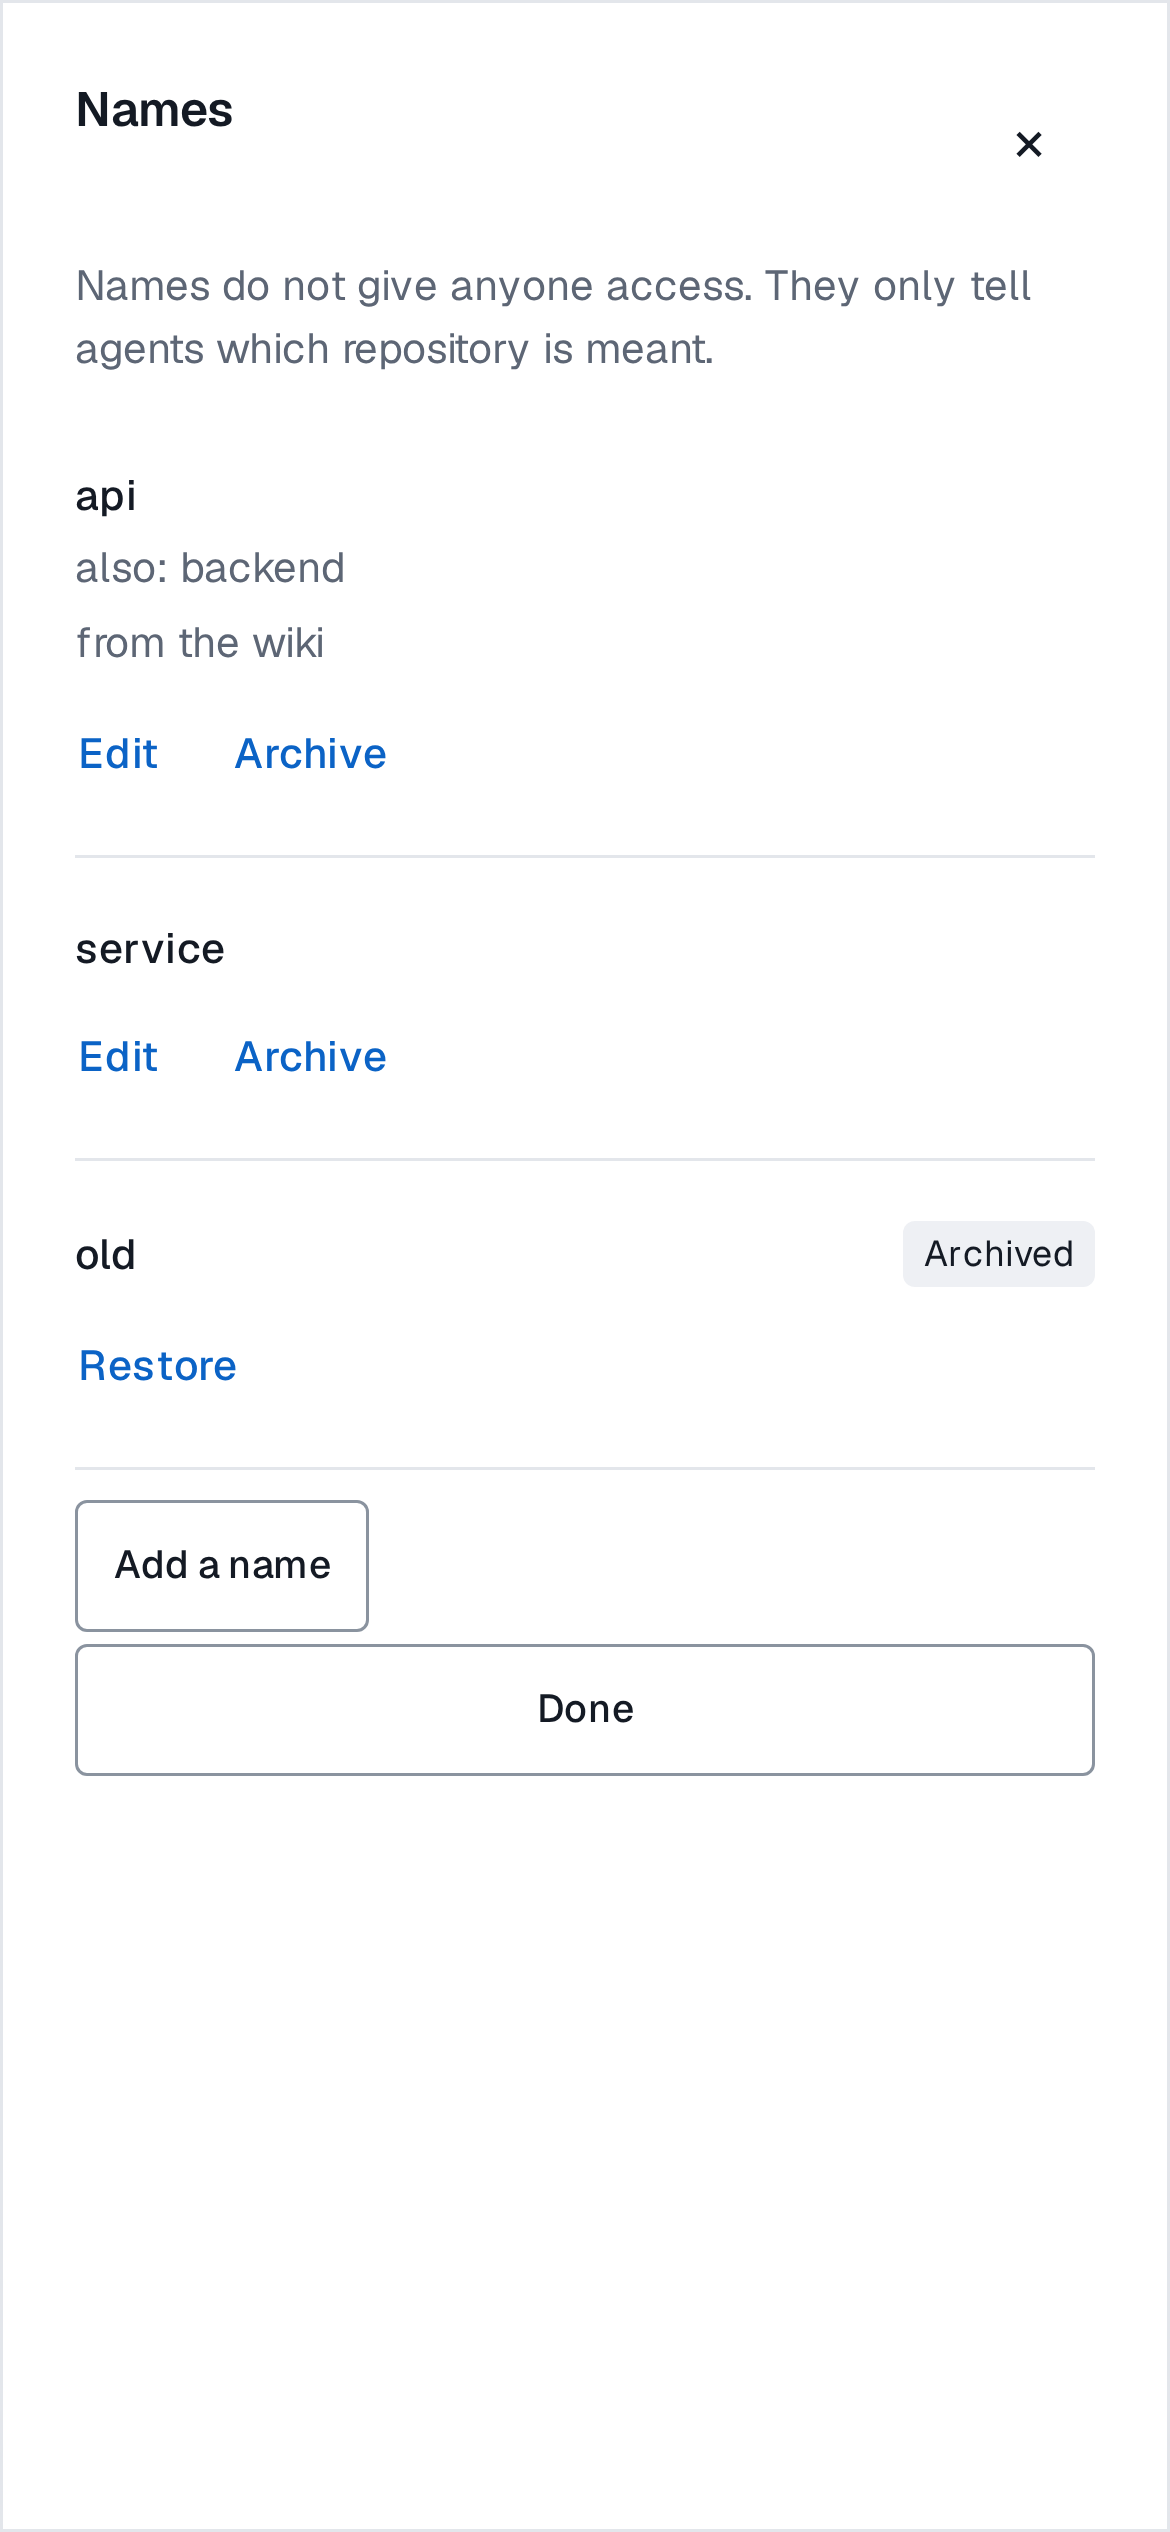 Names
×
Names do not give anyone access. They only tell
agents which repository is meant.
api
also: backend
from the wiki
Edit Archive
service
Edit Archive
old Archived
Restore
Add a name
Done